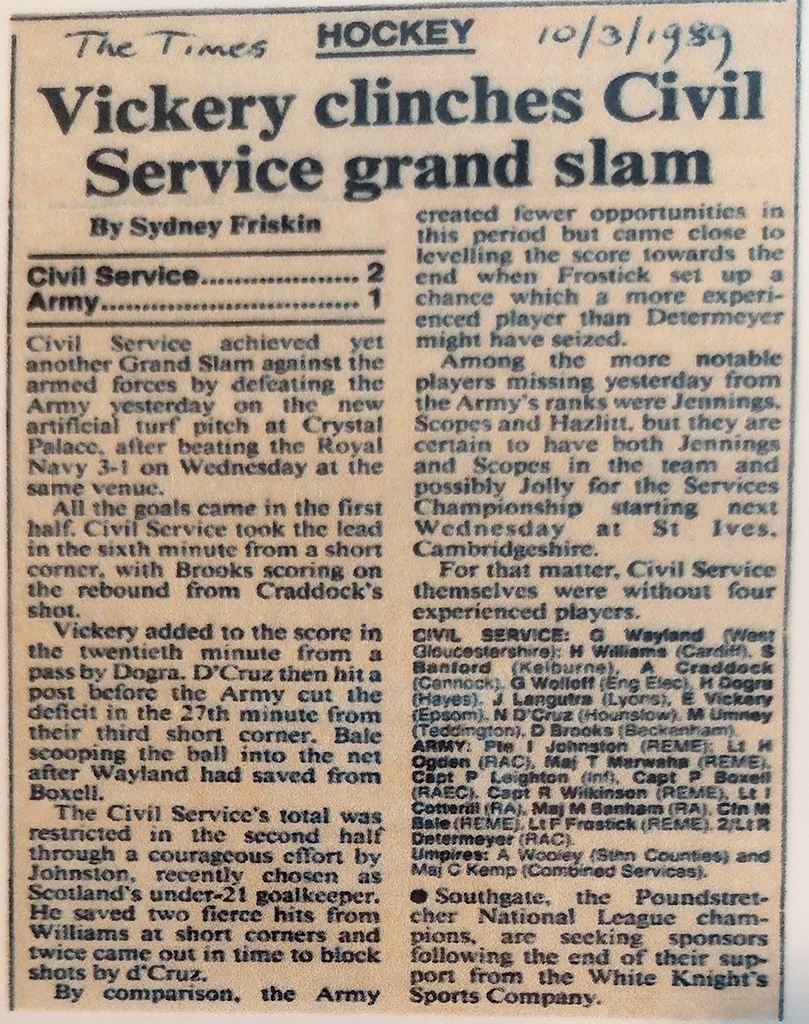 The Times HOCKEY 10/3/1989
Vickery clinches Civil
Service grand slam
By Sydney Friskin
Civil Service.................... 2
Army................................. 1
Civil Service achieved yet
another Grand Slam against the
armed forces by defeating the
Army yesterday on the new
artificial turf pitch at Crystal
Palace, after beating the Royal
Navy 3-1 on Wednesday at the
same venue.
All the goals came in the first
half. Civil Service took the lead
in the sixth minute from a short
corner, with Brooks scoring on
the rebound from Craddock's
shot.
Vickery added to the score in
the twentieth minute from a
pass by Dogra. D'Cruz then hit a
post before the Army cut the
deficit in the 27th minute from
their third short corner. Bale
scooping the ball into the net
after Wayland had saved from
Boxell.
The Civil Service's total was
restricted in the second half
through a courageous effort by
Johnston, recently chosen as
Scotland's under-21 goalkeeper.
He saved two fierce hits from
Williams at short corners and
twice came out in time to block
shots by d'Cruz.
By comparison, the Army
created fewer opportunities in
this period but came close to
levelling the score towards the
end when Frostick set up a
chance which a more experi-
enced player than Determeyer
might have seized.
Among the more notable
players missing yesterday from
the Army's ranks were Jennings,
Scopes and Hazlitt, but they are
certain to have both Jennings
and Scopes in the team and
possibly Jolly for the Services
Championship starting next
Wednesday at St Ives,
Cambridgeshire.
For that matter, Civil Service
themselves were without four
experienced players.
CIVIL SERVICE: G Wayland (West
Gloucestershire); H Williams (Cardiff), S
Banford (Kelburne), A Craddock
(Cannock), G Wolloff (Eng Elec), H Dogra
(Hayes), J Langutra (Lyons), E Vickery
(Epsom), N D'Cruz (Hounslow), M Umney
(Teddington), D Brooks (Beckenham).
ARMY: Pte I Johnston (REME); Lt H
Ogden (RAC), Maj T Marwaha (REME),
Capt P Leighton (Inf), Capt P Boxell
(RAEC), Capt R Wilkinson (REME), Lt I
Cotterill (RA), Maj M Banham (RA), Cfn M
Bale (REME), Lt F Frostick (REME), 2/Lt R
Determeyer (RAC).
Umpires: A Wooley (Sthn Counties) and
Maj C Kemp (Combined Services).
● Southgate, the Poundstret-
cher National League cham-
pions, are seeking sponsors
following the end of their sup-
port from the White Knight's
Sports Company.